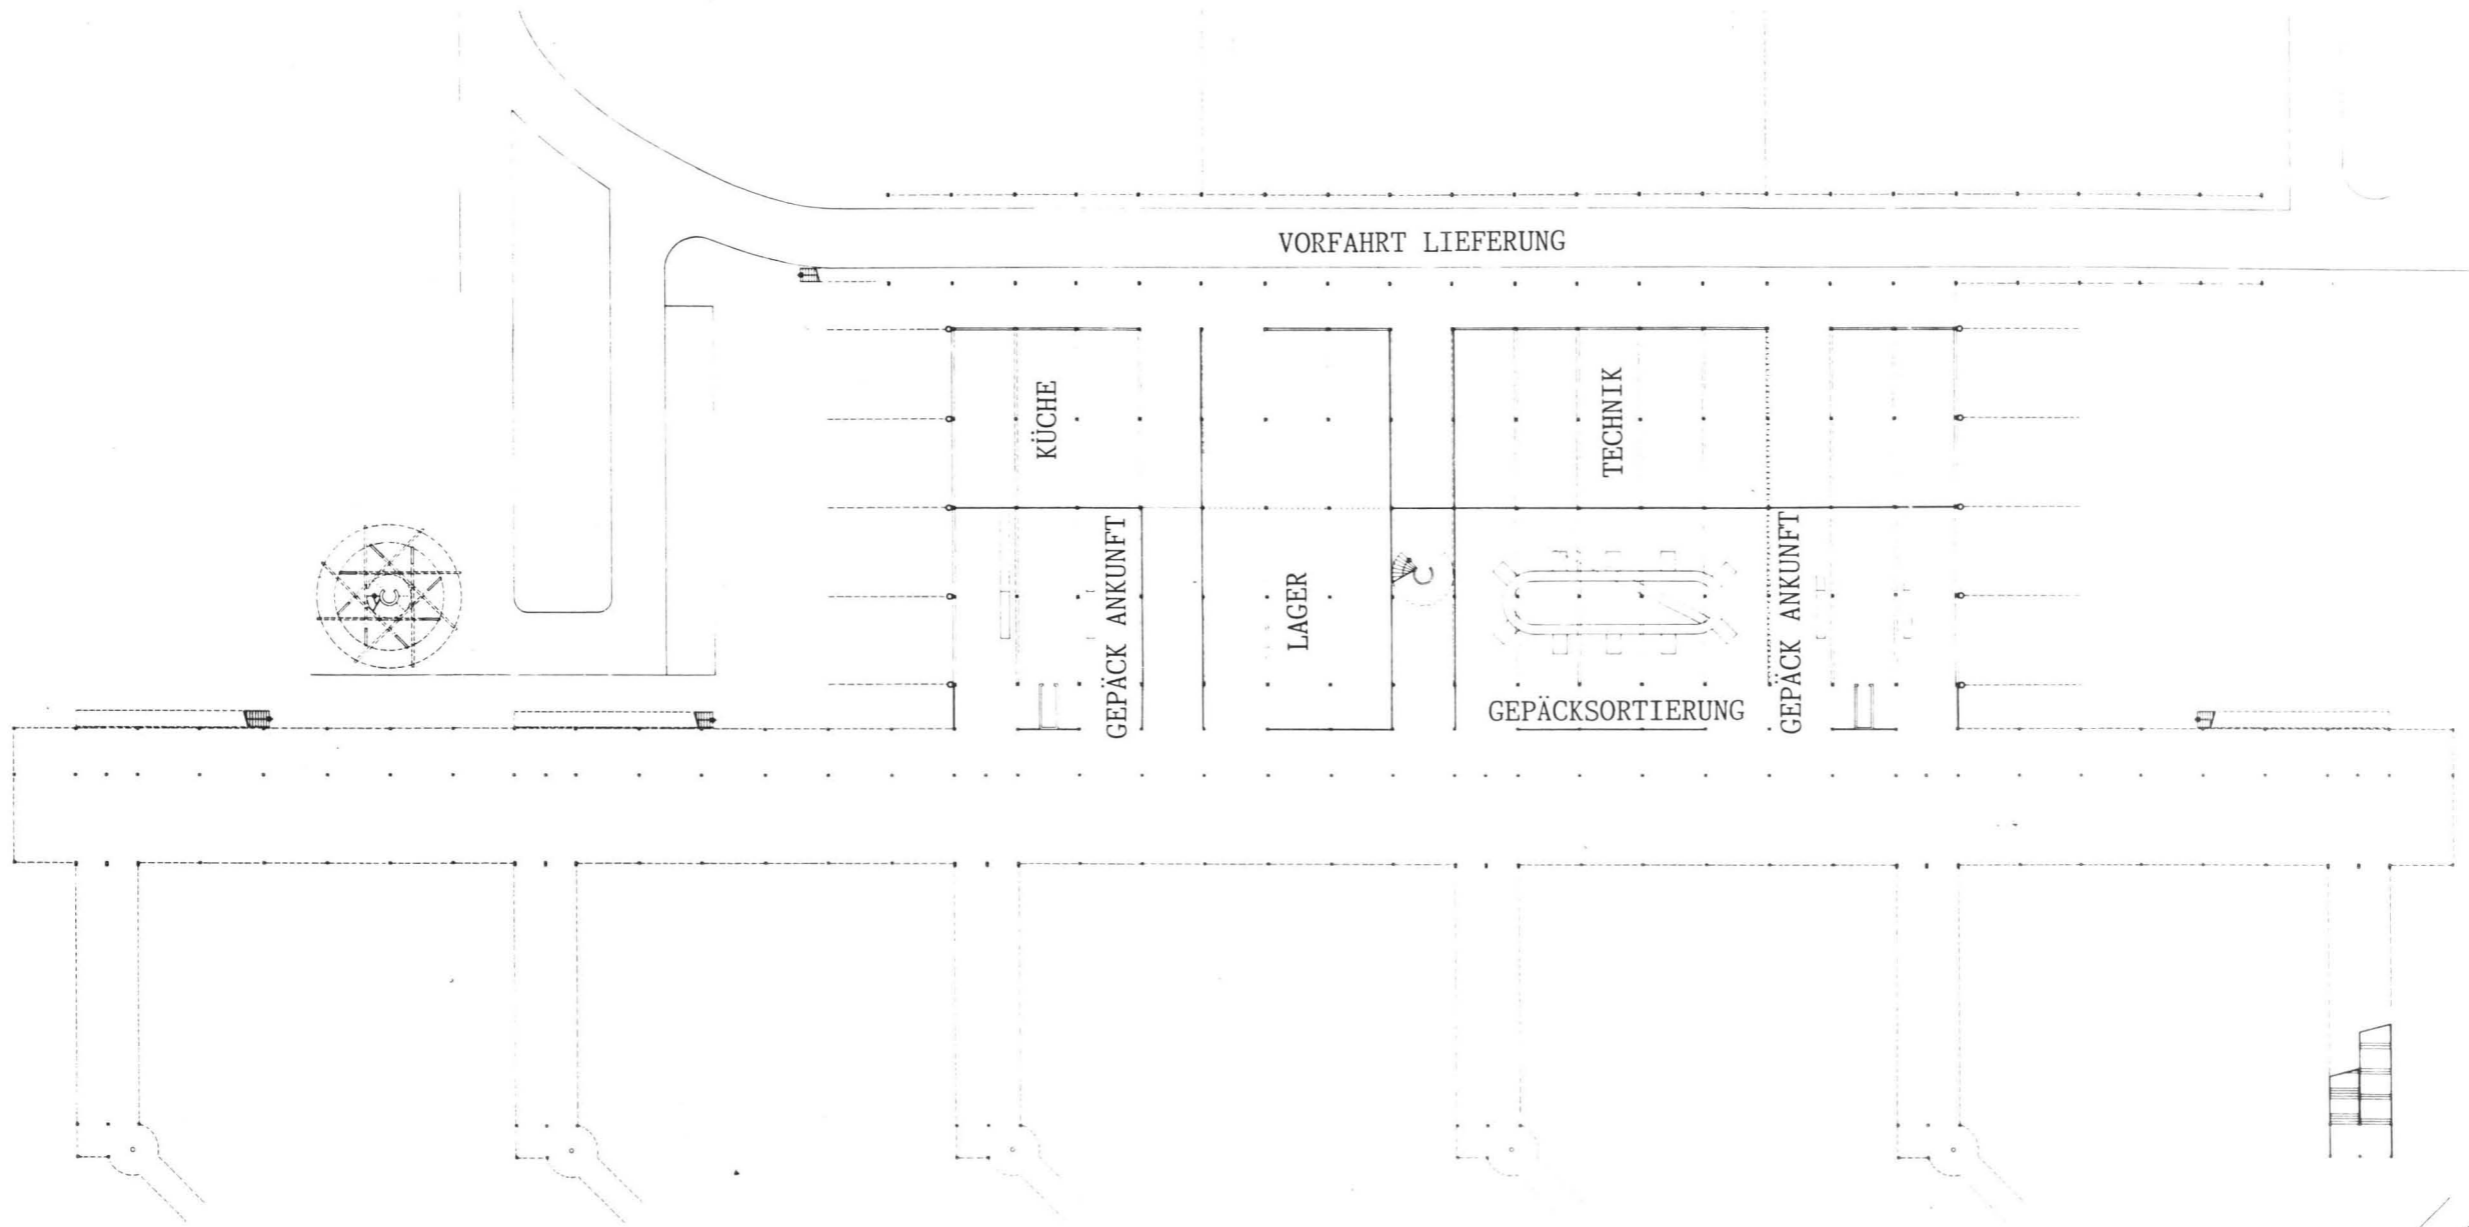 VORFAHRT LIEFERUNG
KÜCHE
TECHNIK
GEPÄCK ANKUNFT
LAGER
GEPÄCK ANKUNFT
GEPÄCKSORTIERUNG